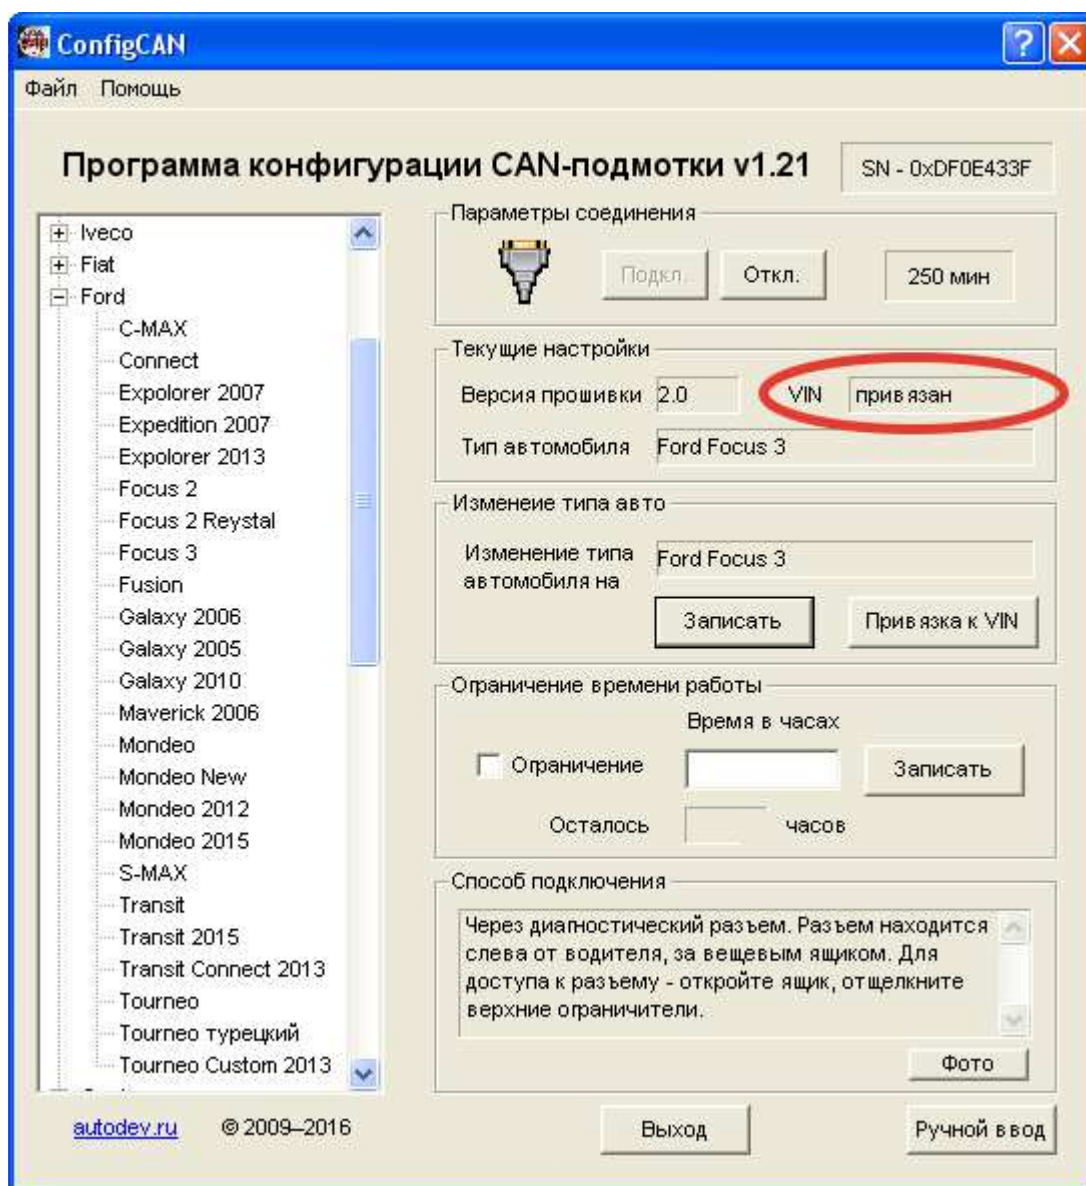 ConfigCAN
Файл Помощь
Программа конфигурации CAN-подмотки v1.21
SN - 0xDF0E433F
Iveco
Fiat
Ford
C-MAX
Connect
Expolorer 2007
Expedition 2007
Expolorer 2013
Focus 2
Focus 2 Reystal
Focus 3
Fusion
Galaxy 2006
Galaxy 2005
Galaxy 2010
Maverick 2006
Mondeo
Mondeo New
Mondeo 2012
Mondeo 2015
S-MAX
Transit
Transit 2015
Transit Connect 2013
Tourneo
Tourneo турецкий
Tourneo Custom 2013
Параметры соединения
Подкл. Откл. 250 мин
Текущие настройки
Версия прошивки 2.0 VIN привязан
Тип автомобиля Ford Focus 3
Изменеие типа авто
Изменение типа
автомобиля на
Ford Focus 3
Записать Привязка к VIN
Ограничение времени работы
Время в часах
Ограничение Записать
Осталось часов
Способ подключения
Через диагностический разъем. Разъем находится
слева от водителя, за вещевым ящиком. Для
доступа к разъему - откройте ящик, отщелкните
верхние ограничители.
Фото
autodev.ru © 2009–2016 Выход Ручной ввод